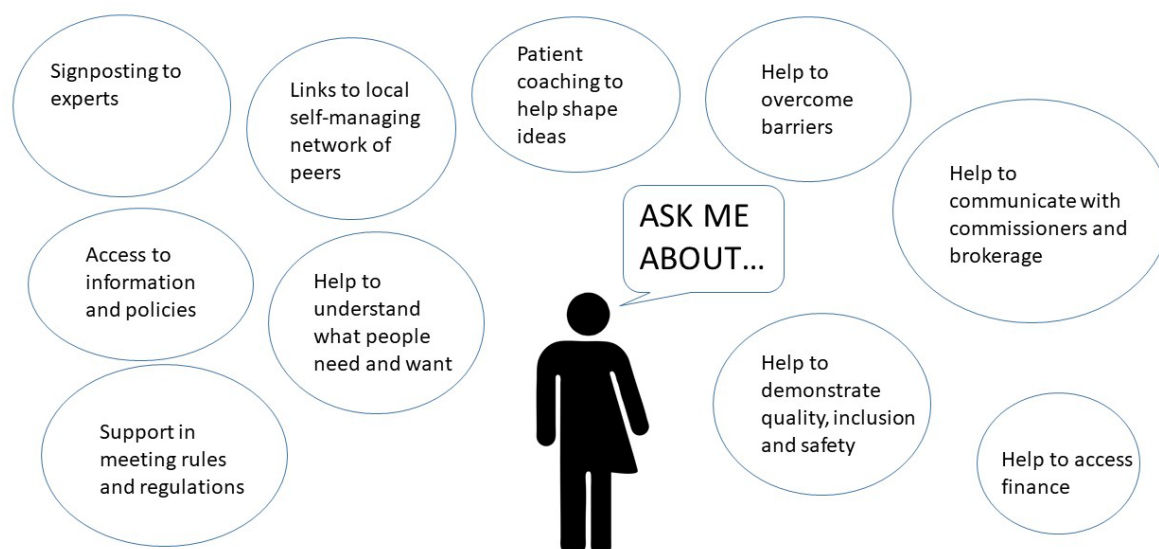 Signposting to
experts
Links to local
self-managing
network of
peers
Patient
coaching to
help shape
ideas
Help to
overcome
barriers
Help to
communicate with
commissioners and
brokerage
ASK ME
ABOUT...
Access to
information
and policies
Help to
understand
what people
need and want
Help to
demonstrate
quality, inclusion
and safety
Support in
meeting rules
and regulations
Help to access
finance